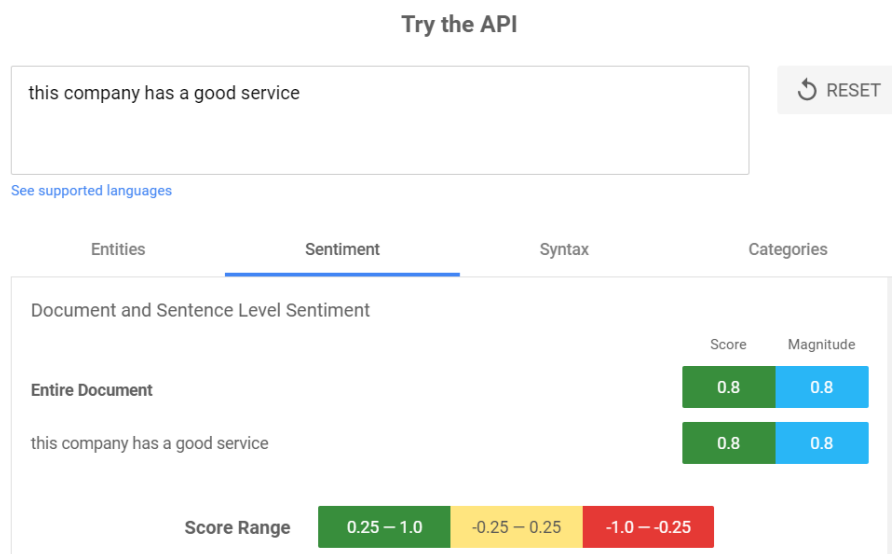 Try the API
this company has a good service
RESET
See supported languages
Entities Sentiment Syntax Categories
Document and Sentence Level Sentiment
Score Magnitude
Entire Document 0.8 0.8
this company has a good service 0.8 0.8
Score Range 0.25 — 1.0 -0.25 — 0.25 -1.0 — -0.25